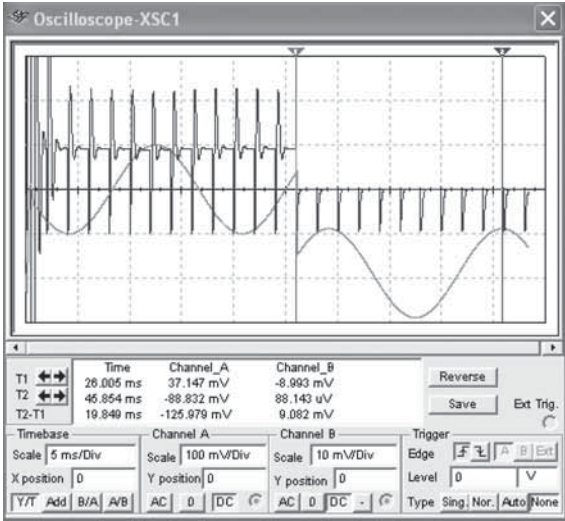 Oscilloscope-XSC1
1 2
Time Channel_A Channel_B
T1 26.005 ms 37.147 mV -8.993 mV
T2 45.854 ms -88.832 mV 88.143 uV
T2-T1 19.849 ms -125.979 mV 9.082 mV
Reverse
Save
Ext Trig.
Timebase
Scale 5 ms/Div
X position 0
Y/T Add B/A A/B
Channel A
Scale 100 mV/Div
Y position 0
AC 0 DC
Channel B
Scale 10 mV/Div
Y position 0
AC 0 DC -
Trigger
Edge A B Ext
Level 0 V
Type Sing. Nor. Auto None